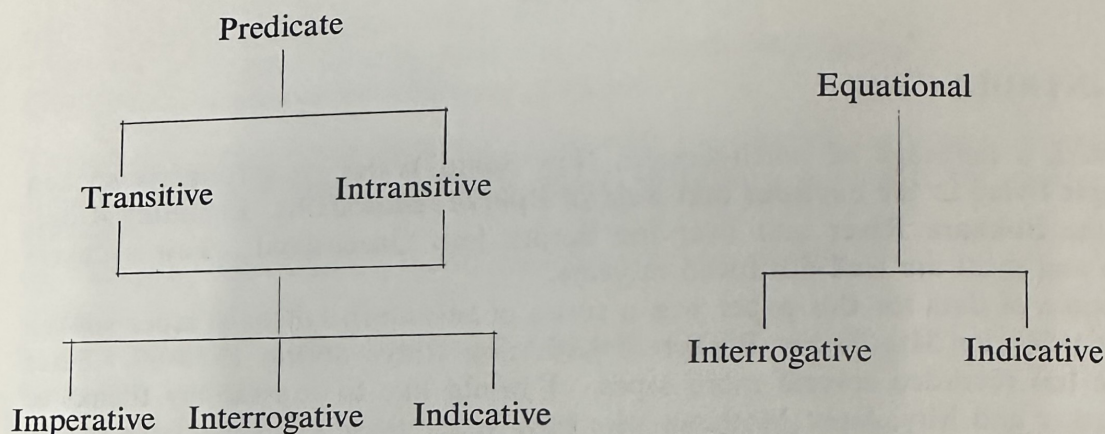 Predicate
Equational
Transitive Intransitive
Interrogative Indicative
Imperative Interrogative Indicative